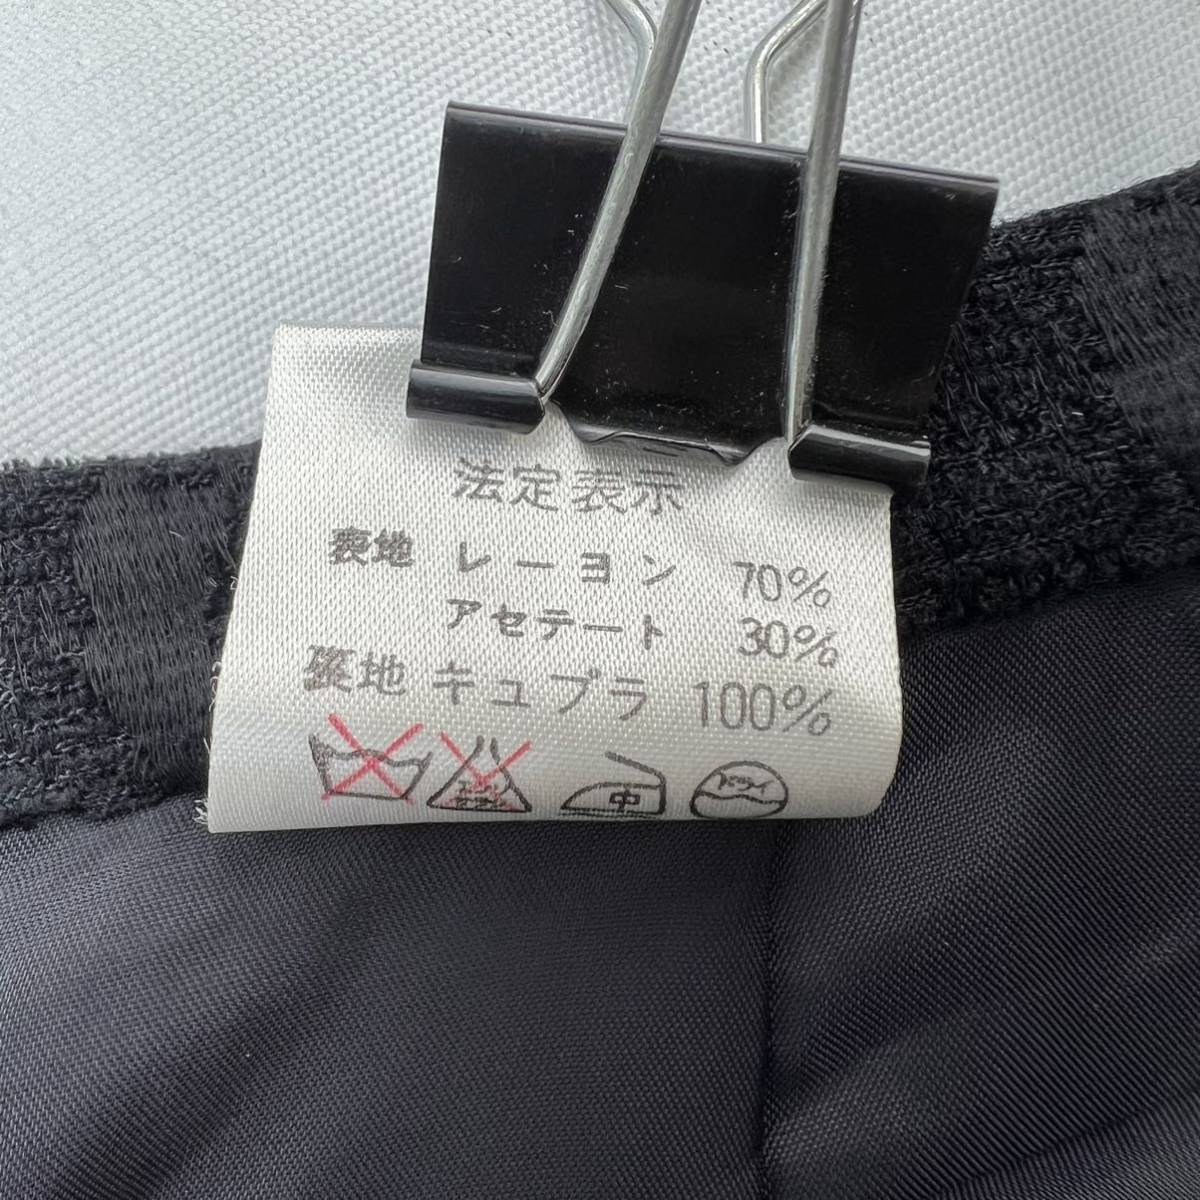 法定表示
表地 レーヨン 70%
アセテート 30%
裏地 キュプラ 100%
中 ドライ